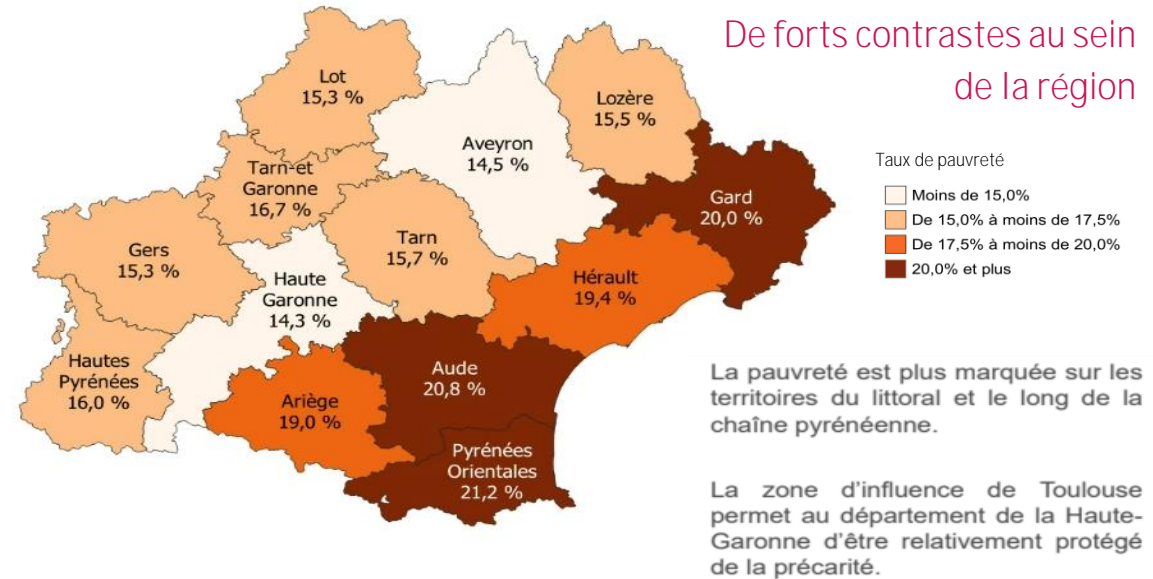 De forts contrastes au sein
de la région
Lot
15,3 %
Lozère
15,5 %
Aveyron
14,5 %
Tarn-et
Garonne
16,7 %
Gard
20,0 %
Tarn
15,7 %
Gers
15,3 %
Haute
Garonne
14,3 %
Hérault
19,4 %
Hautes
Pyrénées
16,0 %
Aude
20,8 %
Ariège
19,0 %
Pyrénées
Orientales
21,2 %
Taux de pauvreté
Moins de 15,0%
De 15,0% à moins de 17,5%
De 17,5% à moins de 20,0%
20,0% et plus
La pauvreté est plus marquée sur les
territoires du littoral et le long de la
chaîne pyrénéenne.
La zone d'influence de Toulouse
permet au département de la Haute-
Garonne d'être relativement protégé
de la précarité.